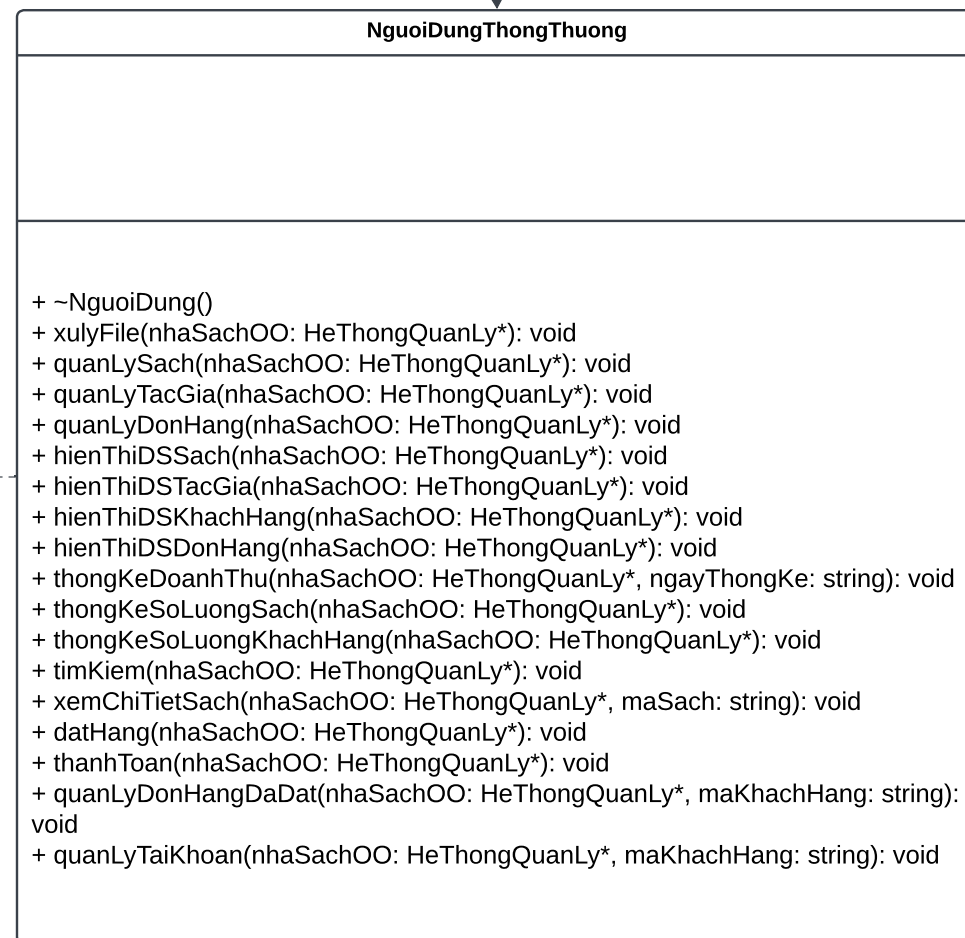 NguoiDungThongThuong
+ ~NguoiDung()
+ xulyFile(nhaSachOO: HeThongQuanLy*): void
+ quanLySach(nhaSachOO: HeThongQuanLy*): void
+ quanLyTacGia(nhaSachOO: HeThongQuanLy*): void
+ quanLyDonHang(nhaSachOO: HeThongQuanLy*): void
+ hienThiDSSach(nhaSachOO: HeThongQuanLy*): void
+ hienThiDSTacGia(nhaSachOO: HeThongQuanLy*): void
+ hienThiDSKhachHang(nhaSachOO: HeThongQuanLy*): void
+ hienThiDSDonHang(nhaSachOO: HeThongQuanLy*): void
+ thongKeDoanhThu(nhaSachOO: HeThongQuanLy*, ngayThongKe: string): void
+ thongKeSoLuongSach(nhaSachOO: HeThongQuanLy*): void
+ thongKeSoLuongKhachHang(nhaSachOO: HeThongQuanLy*): void
+ timKiem(nhaSachOO: HeThongQuanLy*): void
+ xemChiTietSach(nhaSachOO: HeThongQuanLy*, maSach: string): void
+ datHang(nhaSachOO: HeThongQuanLy*): void
+ thanhToan(nhaSachOO: HeThongQuanLy*): void
+ quanLyDonHangDaDat(nhaSachOO: HeThongQuanLy*, maKhachHang: string):
void
+ quanLyTaiKhoan(nhaSachOO: HeThongQuanLy*, maKhachHang: string): void